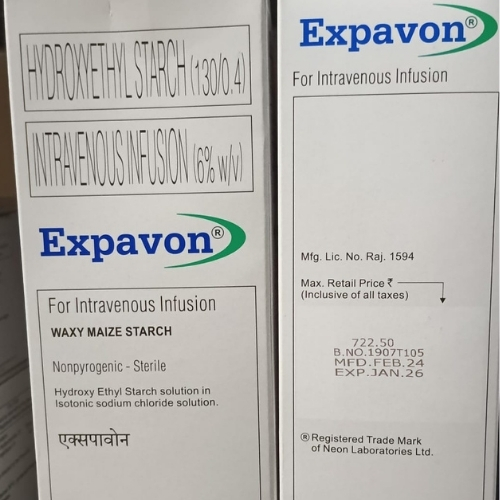 HYDROXYETHYL STARCH (130/0.4)
INTRAVENOUS INFUSION (6% w/v)
Expavon®
For Intravenous Infusion
WAXY MAIZE STARCH
Nonpyrogenic - Sterile
Hydroxy Ethyl Starch solution in
Isotonic sodium chloride solution.
एक्सपावोन
Expavon®
For Intravenous Infusion
Mfg. Lic. No. Raj. 1594
Max. Retail Price ₹
(Inclusive of all taxes)
722.50
B.NO.1907T105
MFD.FEB.24
EXP.JAN.26
® Registered Trade Mark
of Neon Laboratories Ltd.